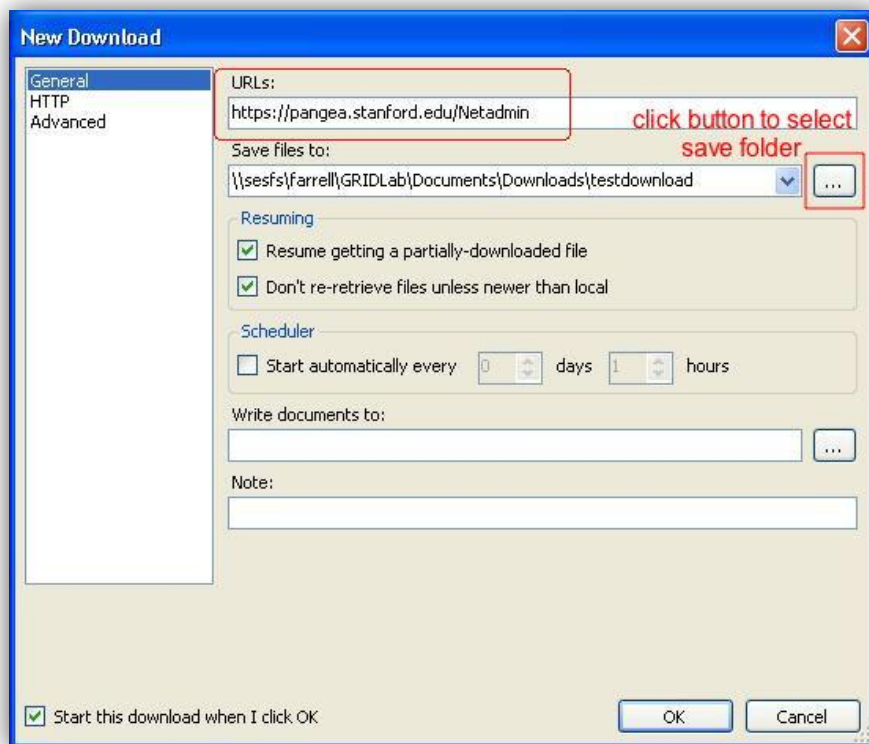 New Download
General
HTTP
Advanced
URLs:
https://pangea.stanford.edu/Netadmin
click button to select
save folder
Save files to:
\\sesfs\farrell\GRIDLab\Documents\Downloads\testdownload
...
Resuming
Resume getting a partially-downloaded file
Don't re-retrieve files unless newer than local
Scheduler
Start automatically every 0 days 1 hours
Write documents to:
...
Note:
Start this download when I click OK
OK
Cancel